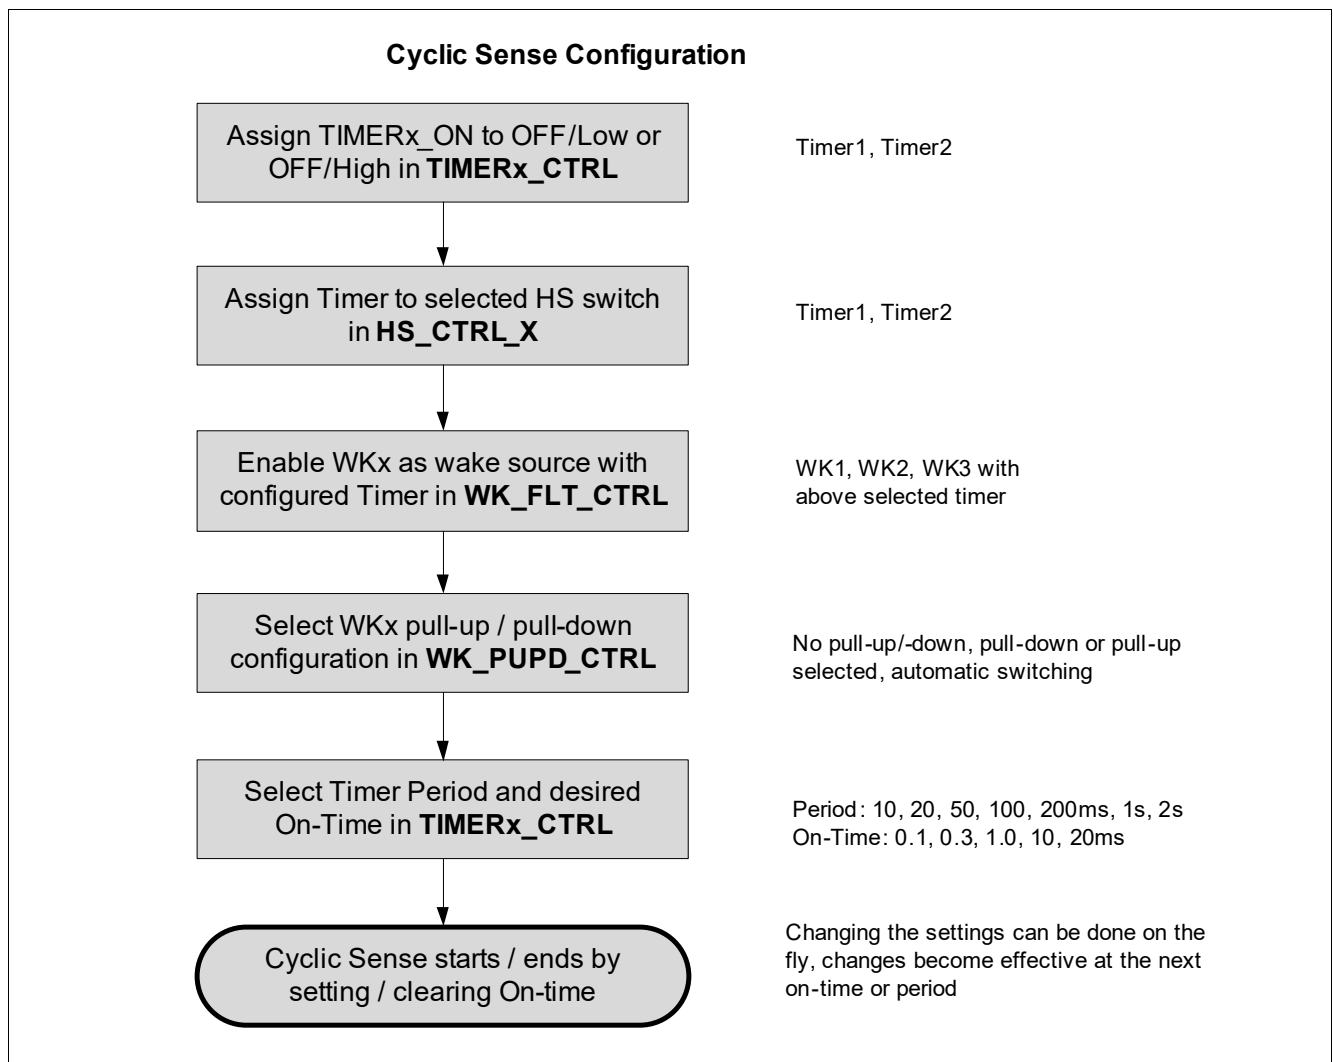 Cyclic Sense Configuration
Assign TIMERx_ON to OFF/Low or
OFF/High in TIMERx_CTRL
Timer1, Timer2
Assign Timer to selected HS switch
in HS_CTRL_X
Timer1, Timer2
Enable WKx as wake source with
configured Timer in WK_FLT_CTRL
WK1, WK2, WK3 with
above selected timer
Select WKx pull-up / pull-down
configuration in WK_PUPD_CTRL
No pull-up/-down, pull-down or pull-up
selected, automatic switching
Select Timer Period and desired
On-Time in TIMERx_CTRL
Period: 10, 20, 50, 100, 200ms, 1s, 2s
On-Time: 0.1, 0.3, 1.0, 10, 20ms
Cyclic Sense starts / ends by
setting / clearing On-time
Changing the settings can be done on the
fly, changes become effective at the next
on-time or period